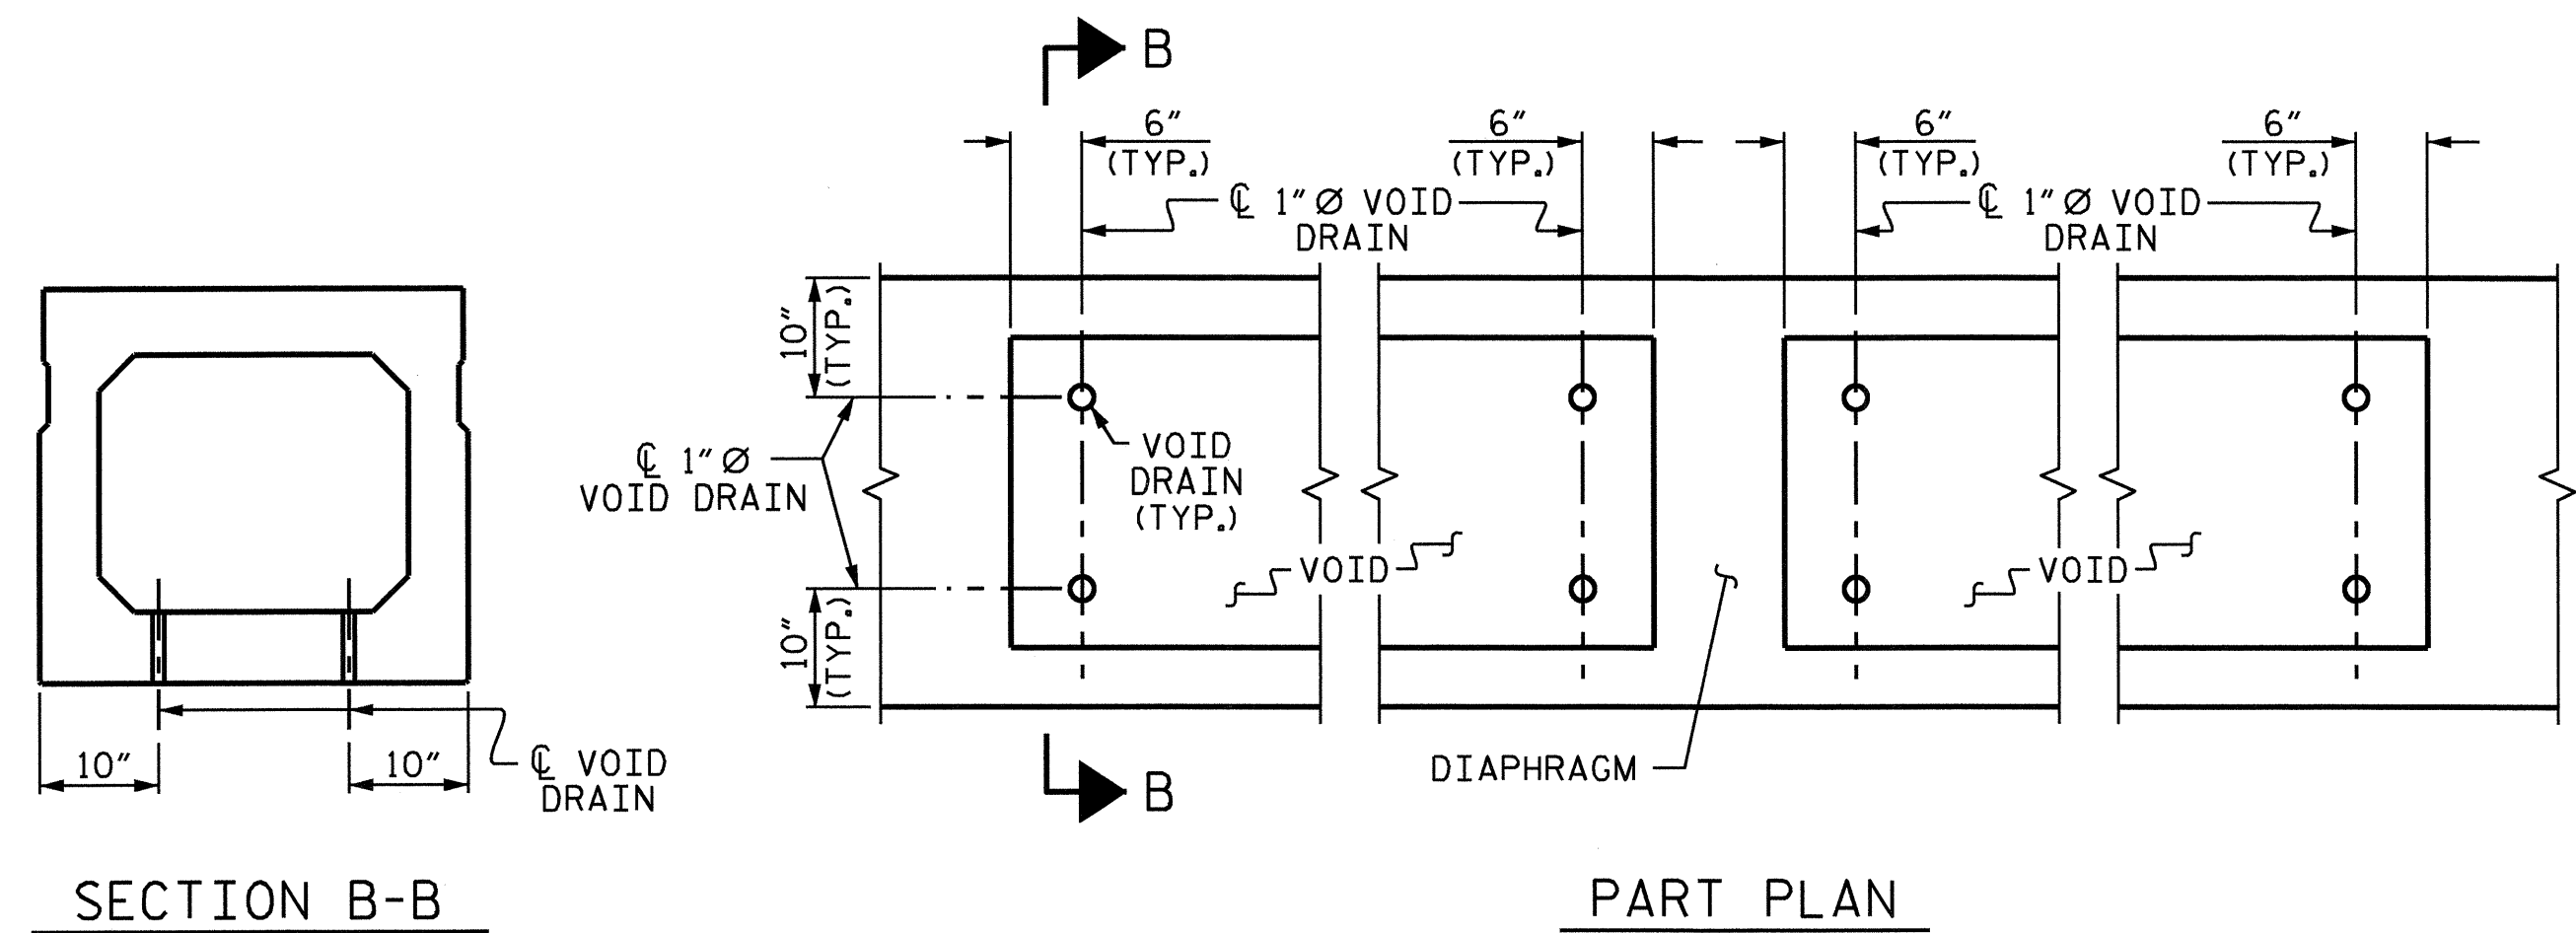 B
6" 6" 6" 6"
(TYP.) (TYP.) (TYP.) (TYP.)
℄ 1"Ø VOID
DRAIN
℄ 1"Ø VOID
DRAIN
10"
(TYP.)
℄ 1"Ø
VOID DRAIN
VOID
DRAIN
(TYP.)
VOID
VOID
10"
(TYP.)
10" 10"
℄ VOID
DRAIN
DIAPHRAGM
B
SECTION B-B
PART PLAN